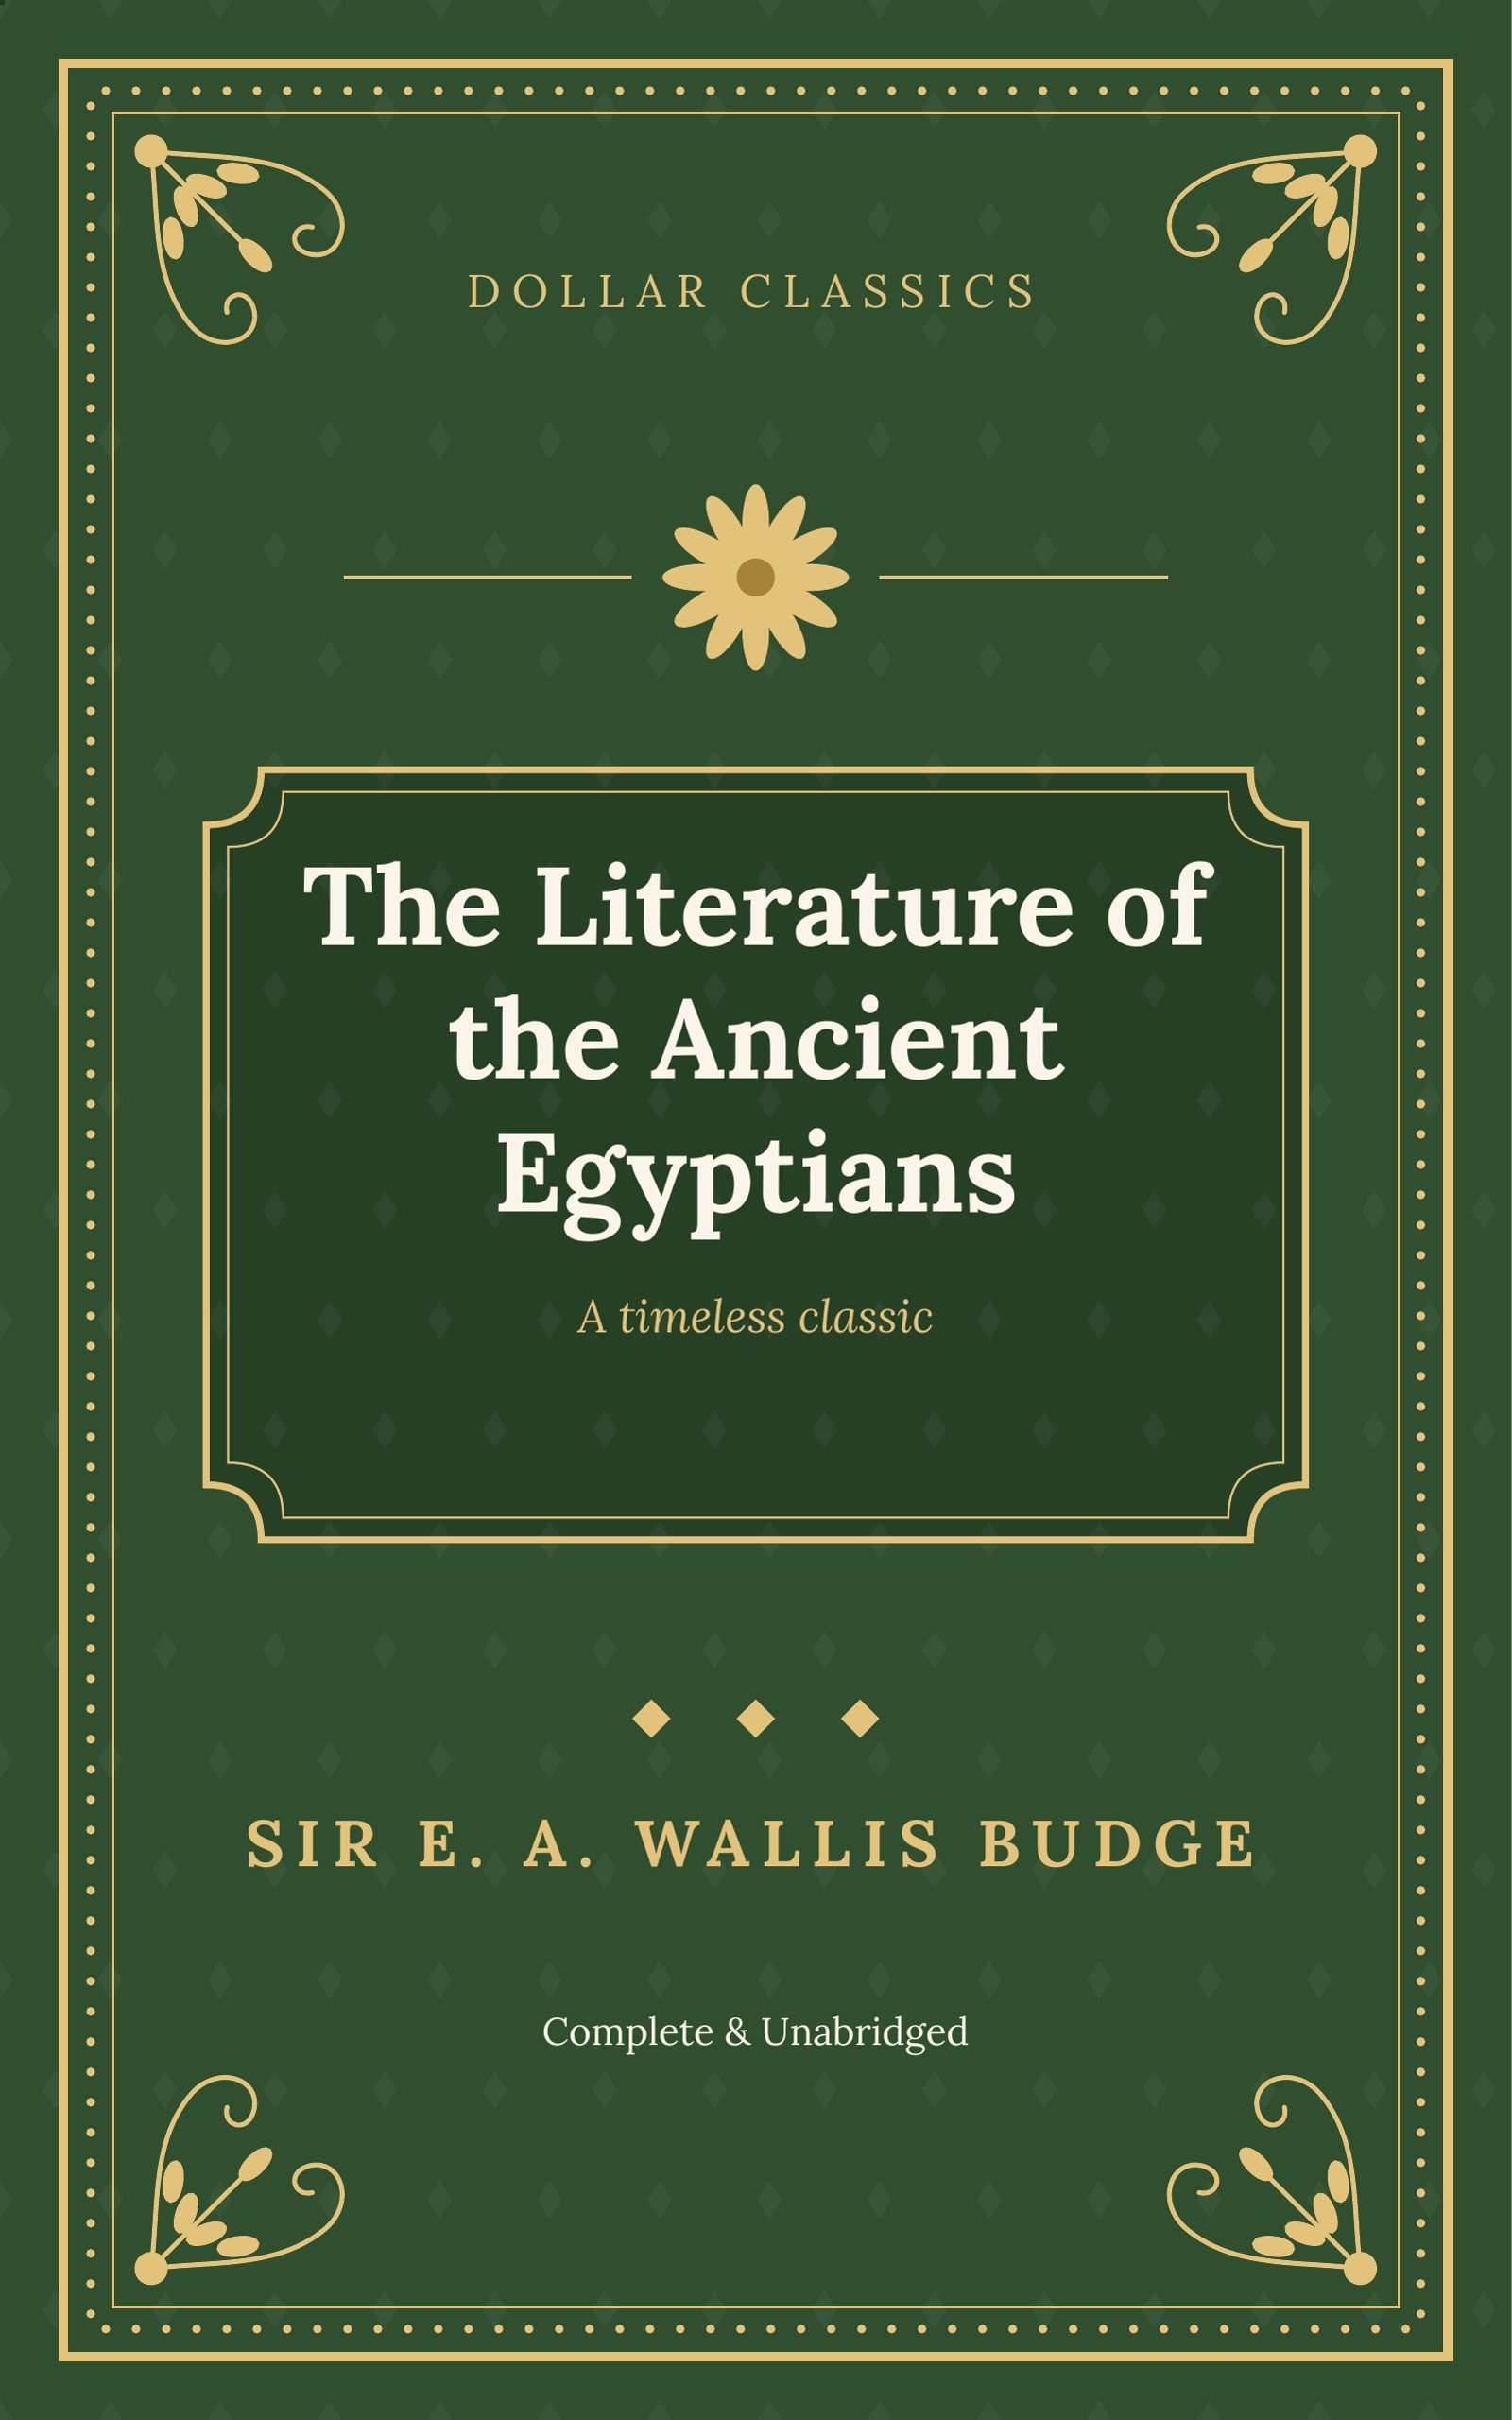 DOLLAR CLASSICS
The Literature of
the Ancient
Egyptians
A timeless classic
SIR E. A. WALLIS BUDGE
Complete & Unabridged